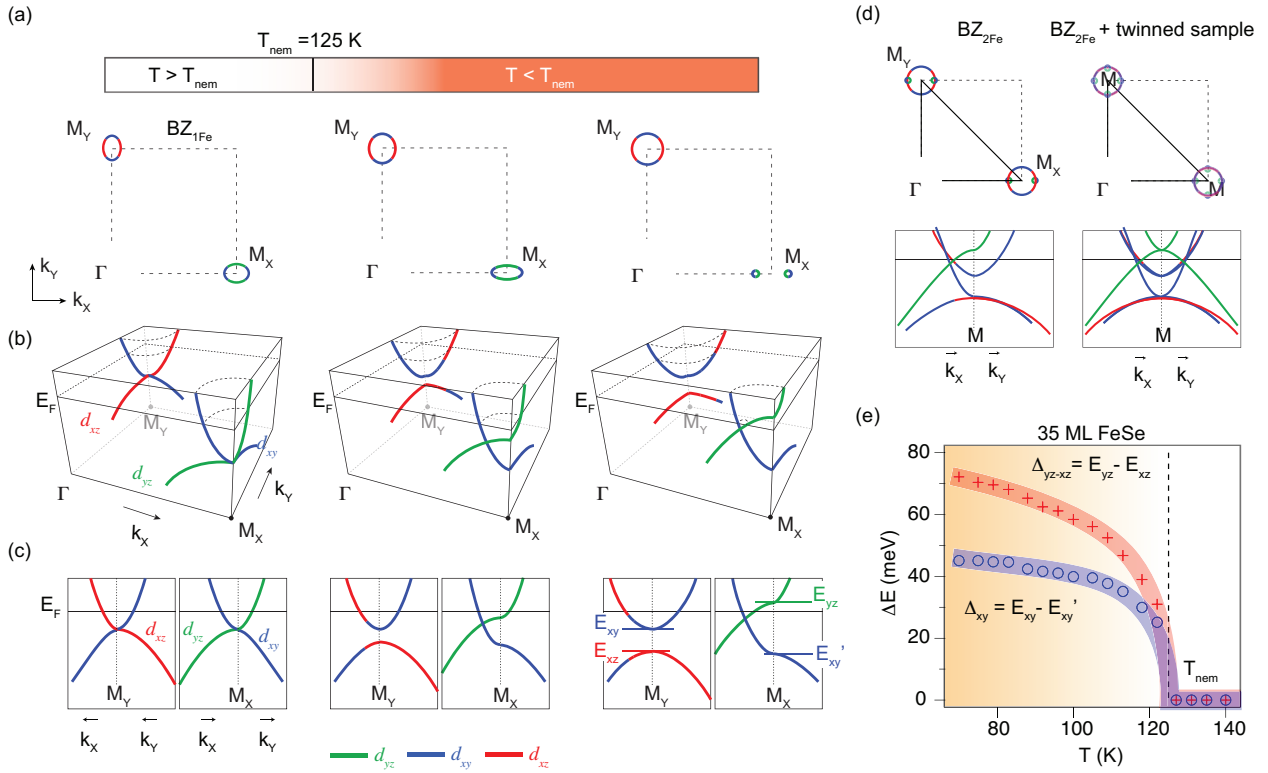 (a)
T_nem =125 K
T > T_nem
T < T_nem
M_Y
BZ_1Fe
Γ
M_X
M_Y
Γ
M_X
M_Y
Γ
M_X
k_Y
k_X
(b)
E_F
d_xz
M_Y
d_xy
d_yz
Γ
k_X
k_Y
M_X
E_F
M_Y
Γ
M_X
E_F
M_Y
Γ
M_X
(c)
E_F
d_xz
d_yz
d_xy
M_Y
M_X
k_X
k_Y
k_X
k_Y
M_Y
M_X
E_xy
E_xz
E_yz
E_xy'
M_Y
M_X
d_yz
d_xy
d_xz
(d)
BZ_2Fe
BZ_2Fe + twinned sample
M_Y
M_X
Γ
M
M
Γ
M
k_X
k_Y
M
k_X
k_Y
(e)
35 ML FeSe
Δ_yz-xz = E_yz - E_xz
Δ_xy = E_xy - E_xy'
T_nem
ΔE (meV)
80
60
40
20
0
80
100
120
140
T (K)